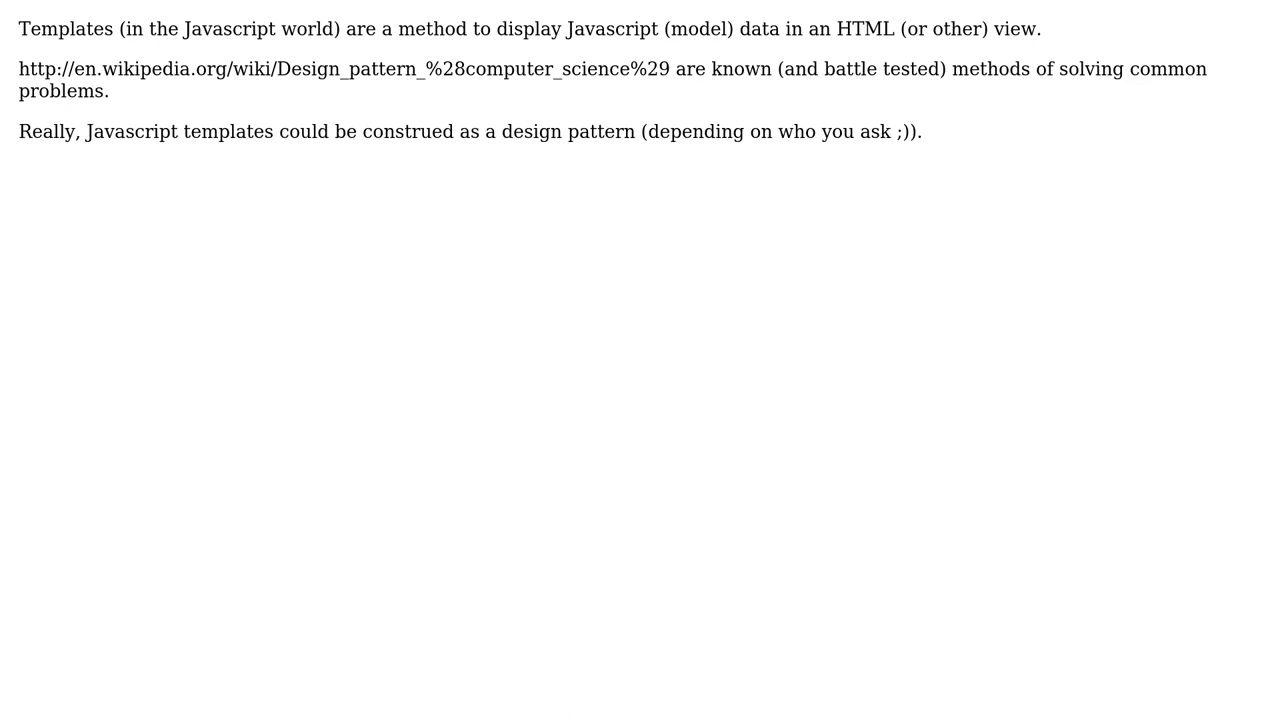 Templates (in the Javascript world) are a method to display Javascript (model) data in an HTML (or other) view.
http://en.wikipedia.org/wiki/Design_pattern_%28computer_science%29 are known (and battle tested) methods of solving common
problems.
Really, Javascript templates could be construed as a design pattern (depending on who you ask ;)).